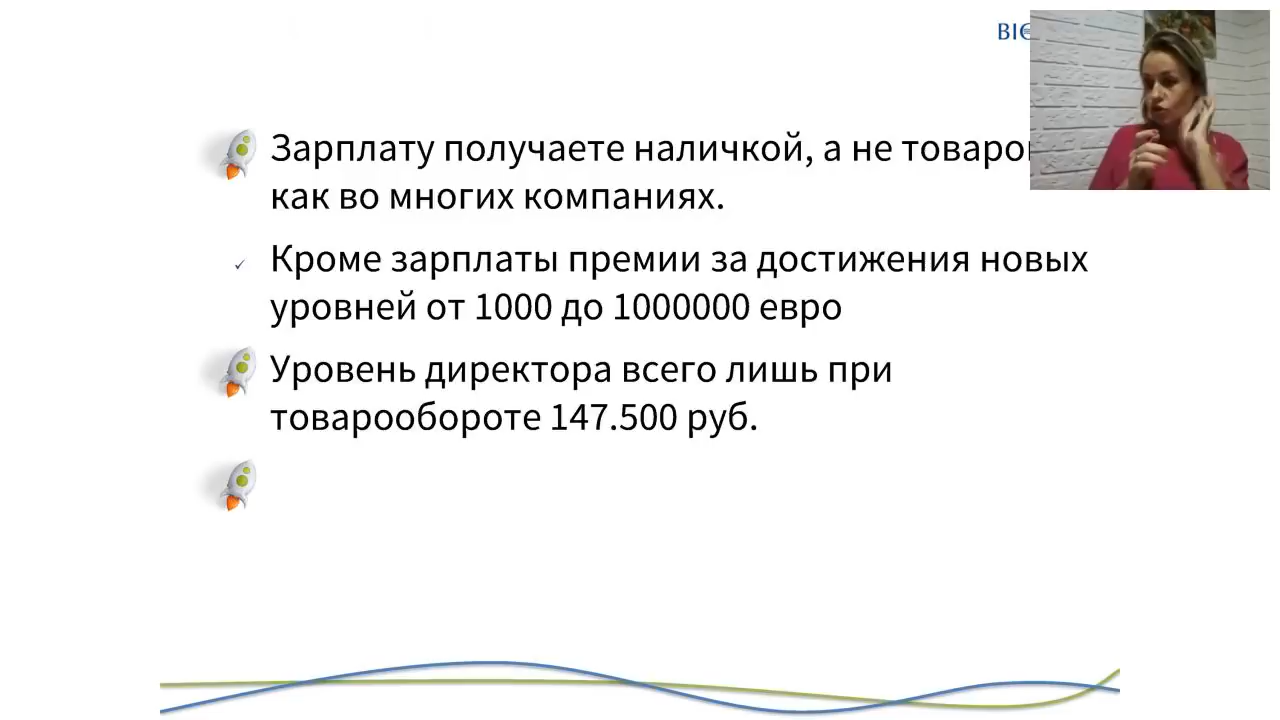 Зарплату получаете наличкой, а не
как во многих компаниях.
Кроме зарплаты премии за достижения новых
уровней от 1000 до 1000000 евро
Уровень директора всего лишь при
товарообороте 147.500 руб.